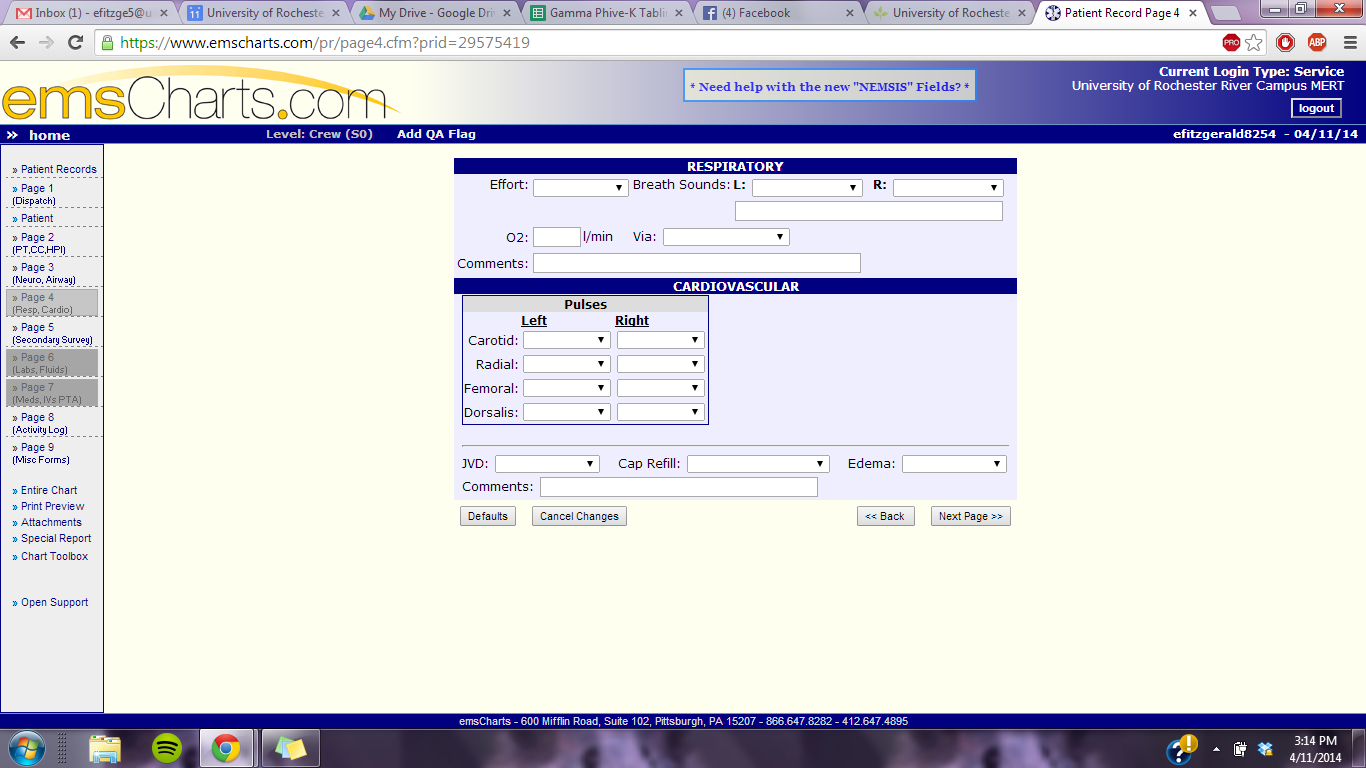 Inbox (1) - efitzge5@u
University of Rocheste
My Drive - Google Dri
Gamma Phive-K Tablin
(4) Facebook
University of Rocheste
Patient Record Page 4
https://www.emscharts.com/pr/page4.cfm?prid=29575419
PRO
ABP
emsCharts.com
* Need help with the new "NEMSIS" Fields? *
Current Login Type: Service
University of Rochester River Campus MERT
logout
» home
Level: Crew (S0)
Add QA Flag
efitzgerald8254 - 04/11/14
» Patient Records
» Page 1
(Dispatch)
» Patient
» Page 2
(PT,CC,HPI)
» Page 3
(Neuro, Airway)
» Page 4
(Resp, Cardio)
» Page 5
(Secondary Survey)
» Page 6
(Labs, Fluids)
» Page 7
(Meds, IVs PTA)
» Page 8
(Activity Log)
» Page 9
(Misc Forms)
» Entire Chart
» Print Preview
» Attachments
» Special Report
» Chart Toolbox
» Open Support
RESPIRATORY
Effort: Breath Sounds: L: R:
O2: l/min Via:
Comments:
CARDIOVASCULAR
Pulses
Left Right
Carotid:
Radial:
Femoral:
Dorsalis:
JVD: Cap Refill: Edema:
Comments:
Defaults Cancel Changes << Back Next Page >>
emsCharts - 600 Mifflin Road, Suite 102, Pittsburgh, PA 15207 - 866.647.8282 - 412.647.4895
3:14 PM
4/11/2014